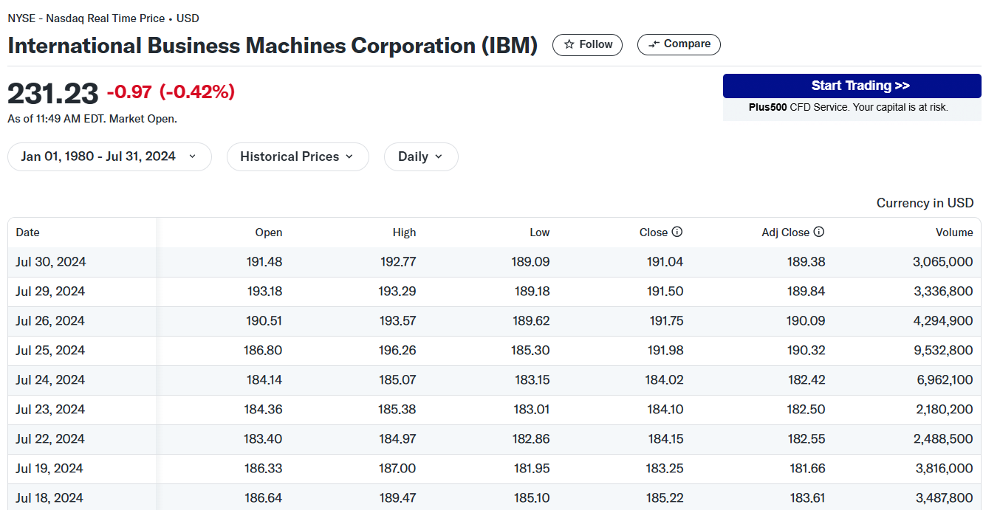 NYSE - Nasdaq Real Time Price • USD
International Business Machines Corporation (IBM) Follow Compare
231.23 -0.97 (-0.42%)
As of 11:49 AM EDT. Market Open.
Start Trading >>
Plus500 CFD Service. Your capital is at risk.
Jan 01, 1980 - Jul 31, 2024 Historical Prices Daily
Currency in USD
Date Open High Low Close Adj Close Volume
Jul 30, 2024 191.48 192.77 189.09 191.04 189.38 3,065,000
Jul 29, 2024 193.18 193.29 189.18 191.50 189.84 3,336,800
Jul 26, 2024 190.51 193.57 189.62 191.75 190.09 4,294,900
Jul 25, 2024 186.80 196.26 185.30 191.98 190.32 9,532,800
Jul 24, 2024 184.14 185.07 183.15 184.02 182.42 6,962,100
Jul 23, 2024 184.36 185.38 183.01 184.10 182.50 2,180,200
Jul 22, 2024 183.40 184.97 182.86 184.15 182.55 2,488,500
Jul 19, 2024 186.33 187.00 181.95 183.25 181.66 3,816,000
Jul 18, 2024 186.64 189.47 185.10 185.22 183.61 3,487,800